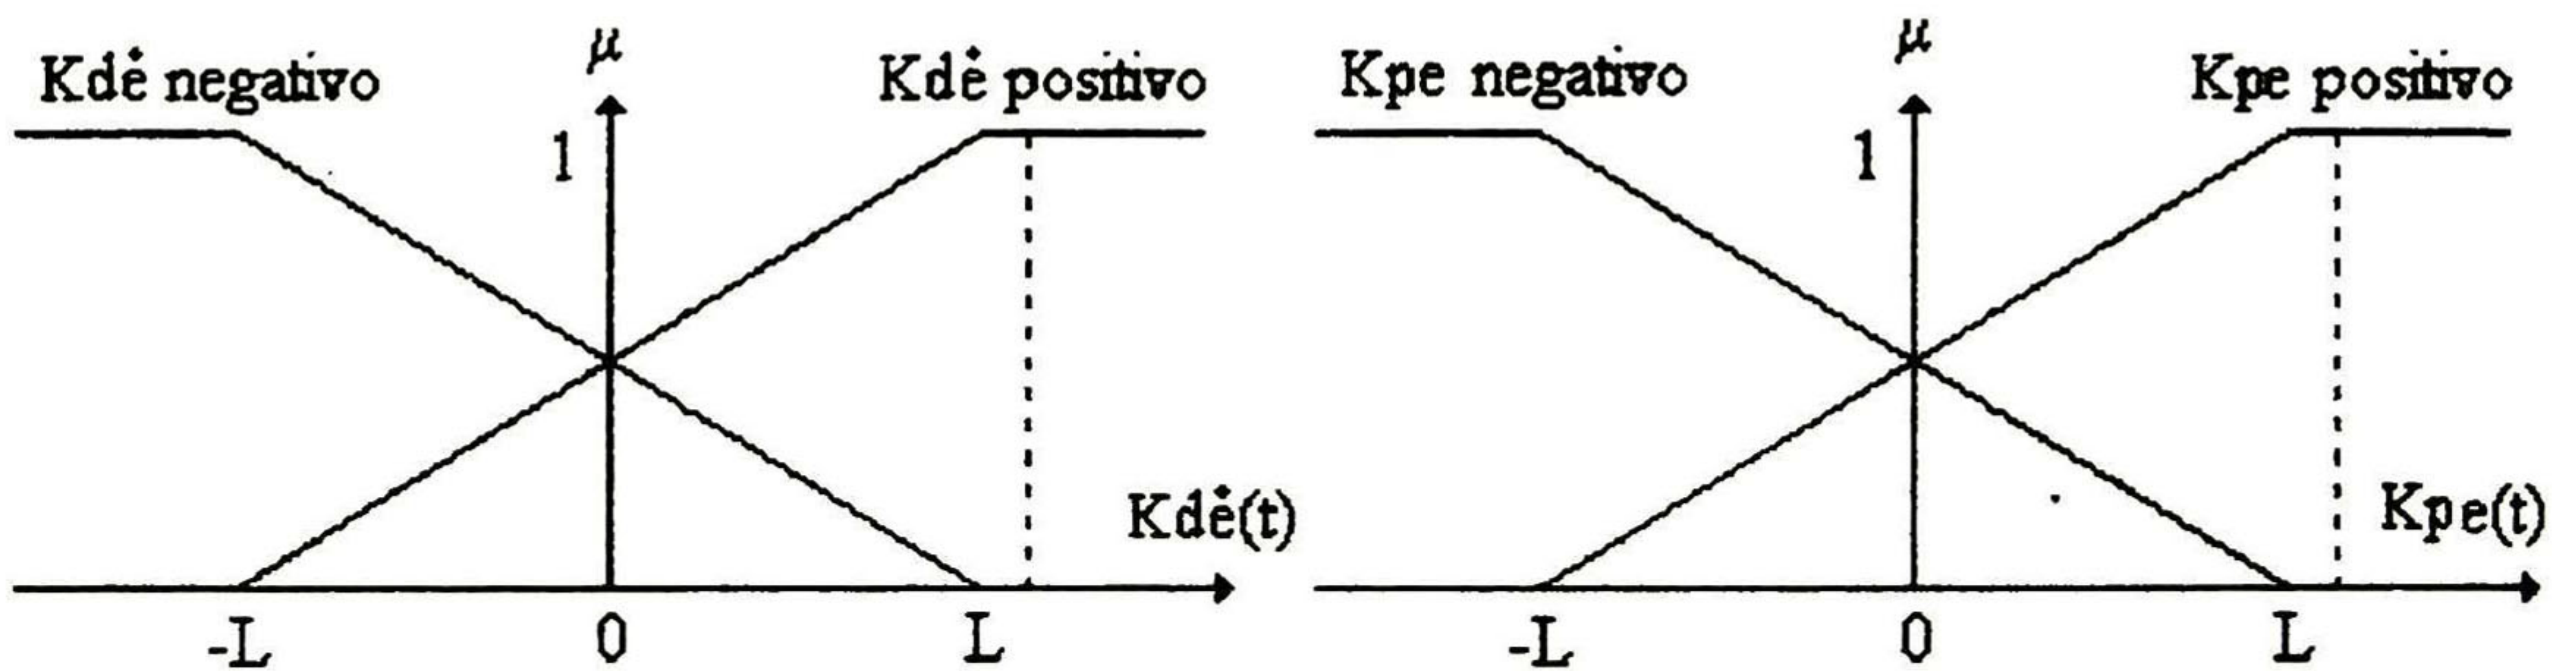 μ
Kdė negativo
Kdė positivo
1
Kdė(t)
-L 0 L
μ
Kpe negativo
Kpe positivo
1
Kpe(t)
-L 0 L